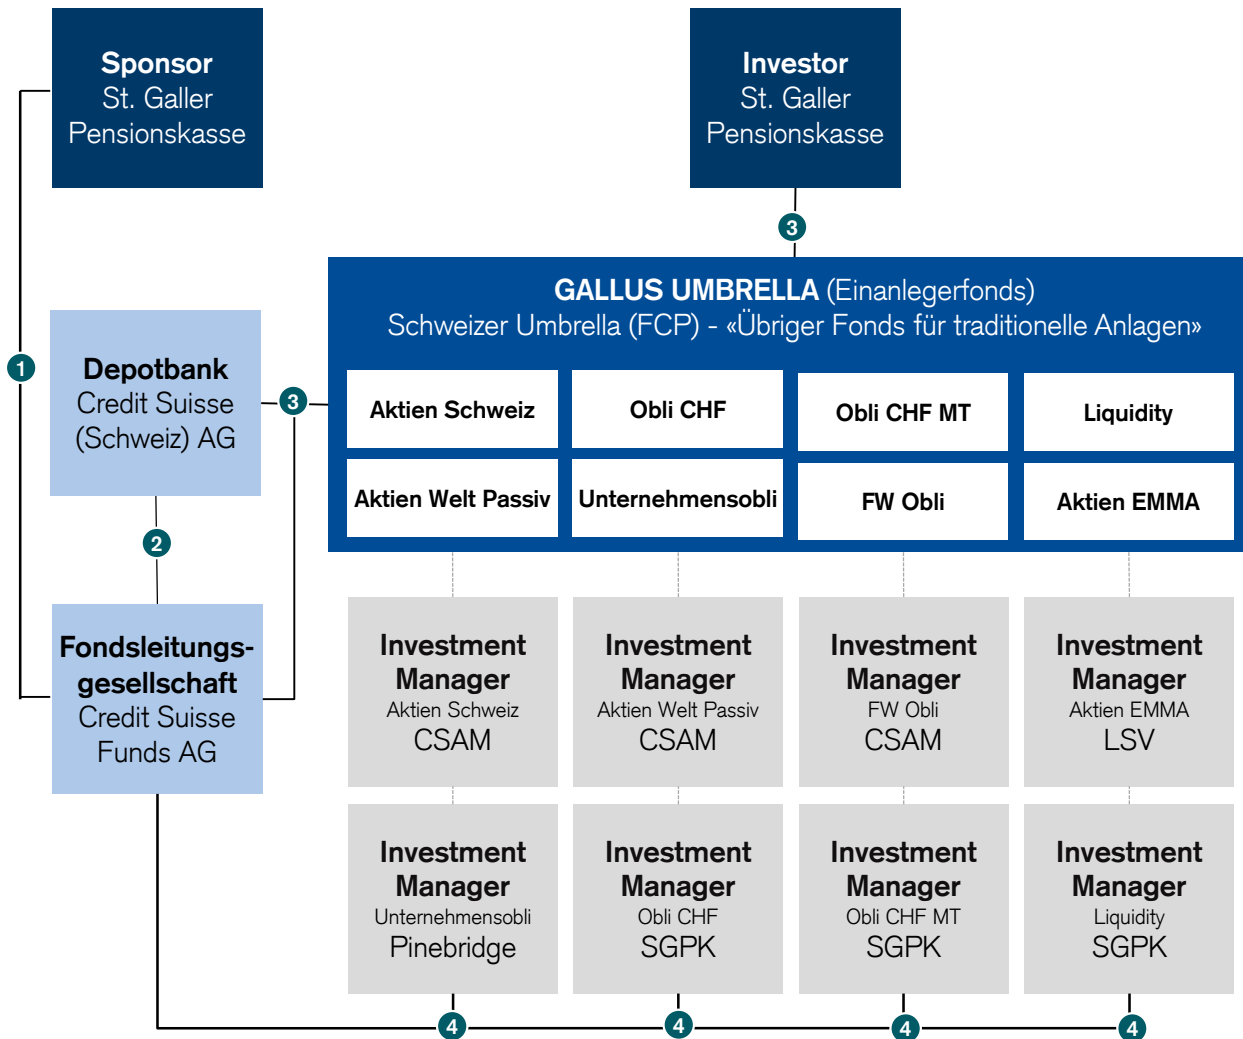 Sponsor
St. Galler
Pensionskasse
Investor
St. Galler
Pensionskasse
3
GALLUS UMBRELLA (Einanlegerfonds)
Schweizer Umbrella (FCP) - «Übriger Fonds für traditionelle Anlagen»
1
Depotbank
Credit Suisse
(Schweiz) AG
3
Aktien Schweiz
Obli CHF
Obli CHF MT
Liquidity
Aktien Welt Passiv
Unternehmensobli
FW Obli
Aktien EMMA
2
Fondsleitungs-
gesellschaft
Credit Suisse
Funds AG
Investment
Manager
Aktien Schweiz
CSAM
Investment
Manager
Aktien Welt Passiv
CSAM
Investment
Manager
FW Obli
CSAM
Investment
Manager
Aktien EMMA
LSV
Investment
Manager
Unternehmensobli
Pinebridge
Investment
Manager
Obli CHF
SGPK
Investment
Manager
Obli CHF MT
SGPK
Investment
Manager
Liquidity
SGPK
4
4
4
4